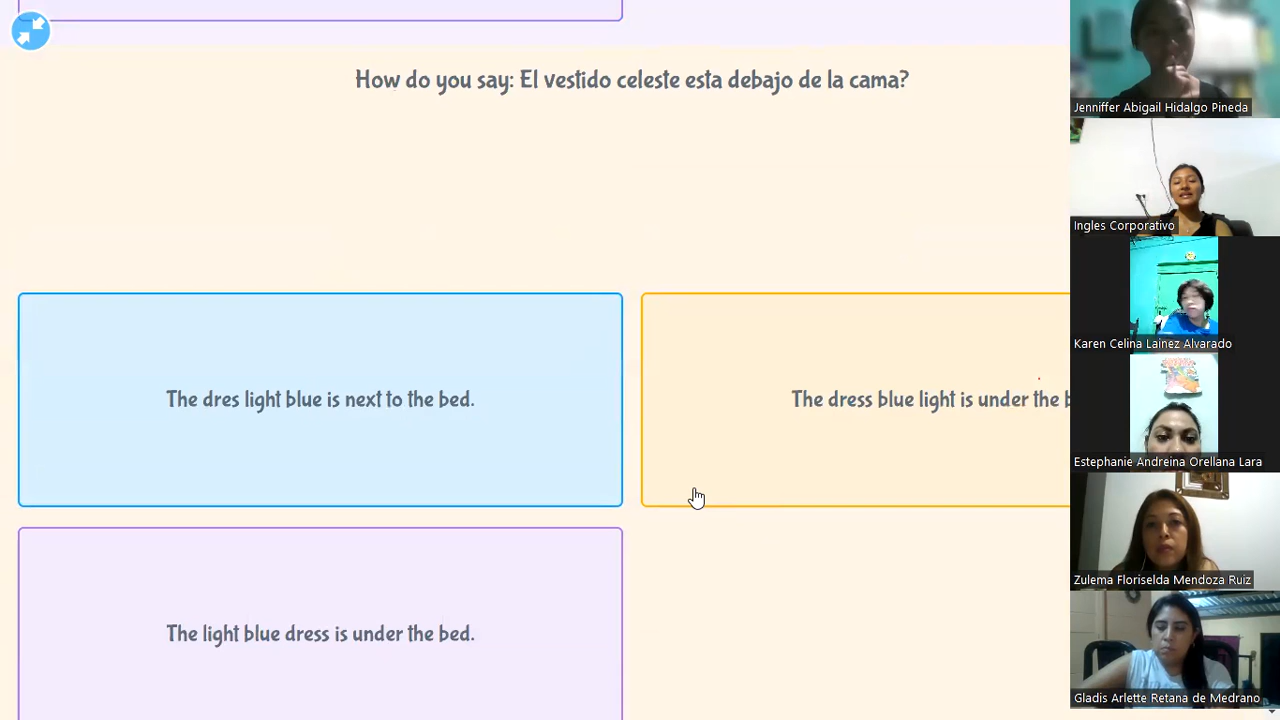 How do you say: El vestido celeste esta debajo de la cama?
The dres light blue is next to the bed.
The dress blue light is under the
The light blue dress is under the bed.
Jenniffer Abigail Hidalgo Pineda
Ingles Corporativo
Karen Celina Lainez Alvarado
Estephanie Andreina Orellana Lara
Zulema Floriselda Mendoza Ruiz
Gladis Arlette Retana de Medrano